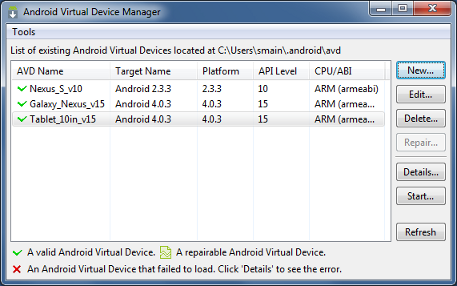 Android Virtual Device Manager
Tools
List of existing Android Virtual Devices located at C:\Users\smain\.android\avd
AVD Name Target Name Platform API Level CPU/ABI
Nexus_S_v10 Android 2.3.3 2.3.3 10 ARM (armeabi)
Galaxy_Nexus_v15 Android 4.0.3 4.0.3 15 ARM (armea...
Tablet_10in_v15 Android 4.0.3 4.0.3 15 ARM (armea...
New...
Edit...
Delete...
Repair...
Details...
Start...
Refresh
A valid Android Virtual Device. A repairable Android Virtual Device.
An Android Virtual Device that failed to load. Click 'Details' to see the error.